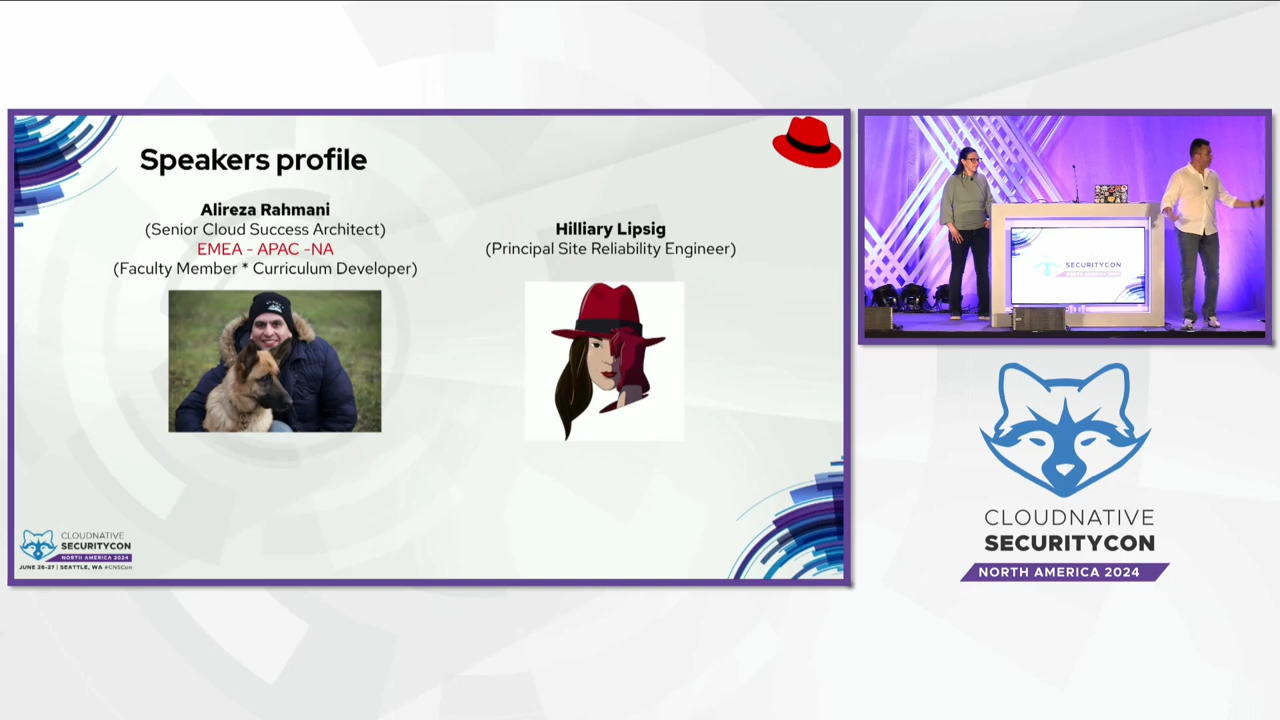 Speakers profile
Alireza Rahmani
(Senior Cloud Success Architect)
EMEA - APAC -NA
(Faculty Member * Curriculum Developer)
Hilliary Lipsig
(Principal Site Reliability Engineer)
CLOUDNATIVE
SECURITYCON
NORTH AMERICA 2024
JUNE 26-27 | SEATTLE, WA #CNSCon
SECURITYCON
CLOUDNATIVE
SECURITYCON
NORTH AMERICA 2024